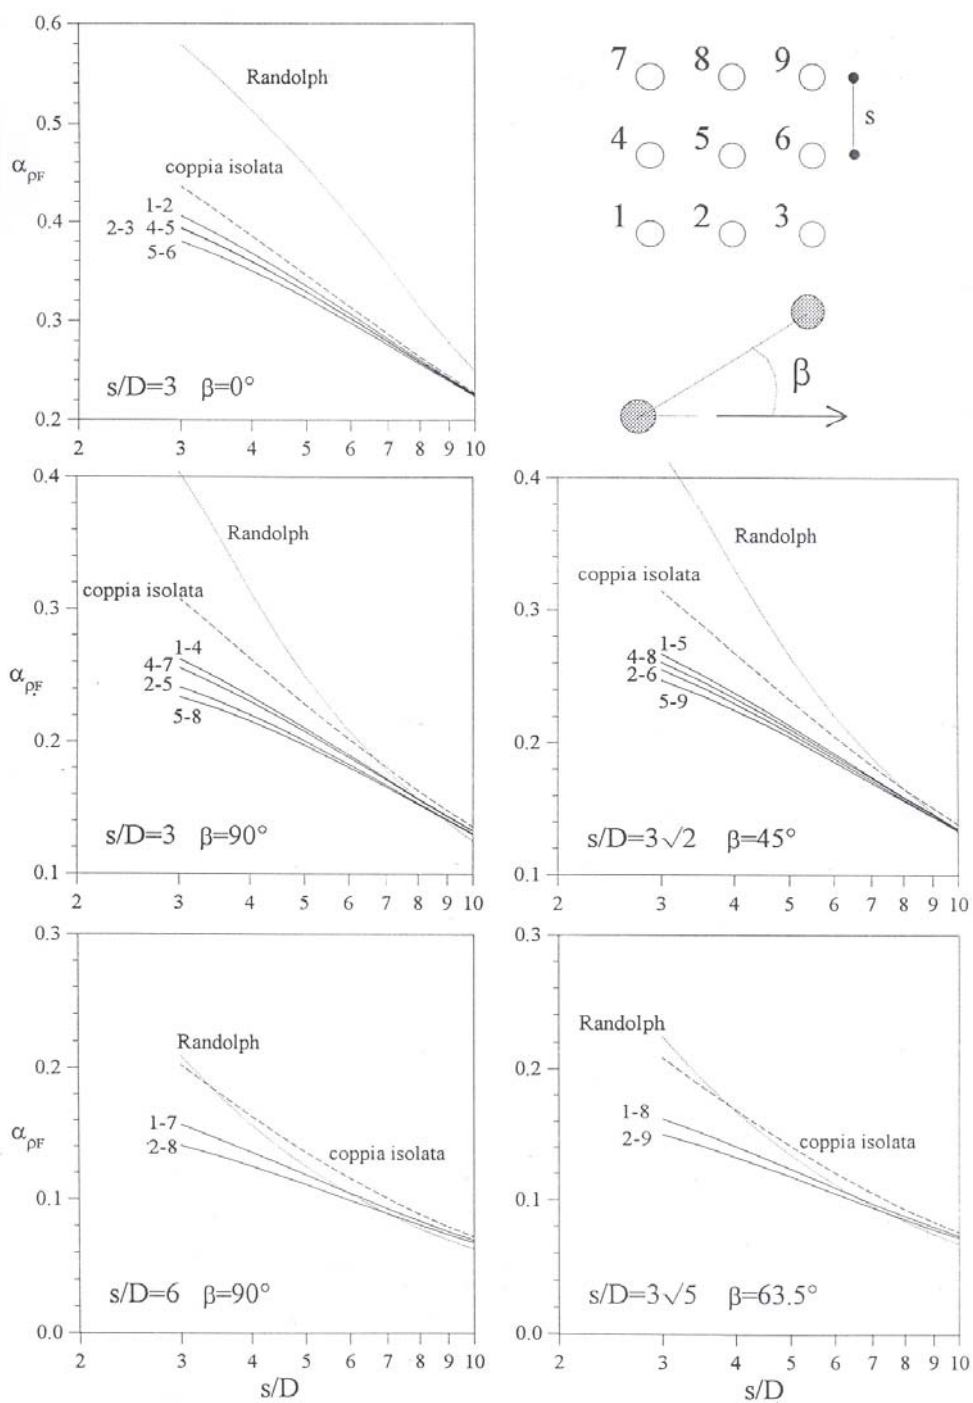 0.6
0.5
0.4
0.3
0.2
αρF
Randolph
coppia isolata
1-2
2-3 4-5
5-6
s/D=3 β=0°
2 3 4 5 6 7 8 9 10
7 8 9
4 5 6
1 2 3
s
β
0.4
0.3
0.2
0.1
αρF
Randolph
coppia isolata
1-4
4-7
2-5
5-8
s/D=3 β=90°
2 3 4 5 6 7 8 9 10
0.4
0.3
0.2
0.1
Randolph
coppia isolata
1-5
4-8
2-6
5-9
s/D=3√2 β=45°
2 3 4 5 6 7 8 9 10
0.3
0.2
0.1
0.0
αρF
Randolph
1-7
2-8
coppia isolata
s/D=6 β=90°
2 3 4 5 6 7 8 9 10
s/D
0.3
0.2
0.1
0.0
Randolph
1-8
2-9
coppia isolata
s/D=3√5 β=63.5°
2 3 4 5 6 7 8 9 10
s/D